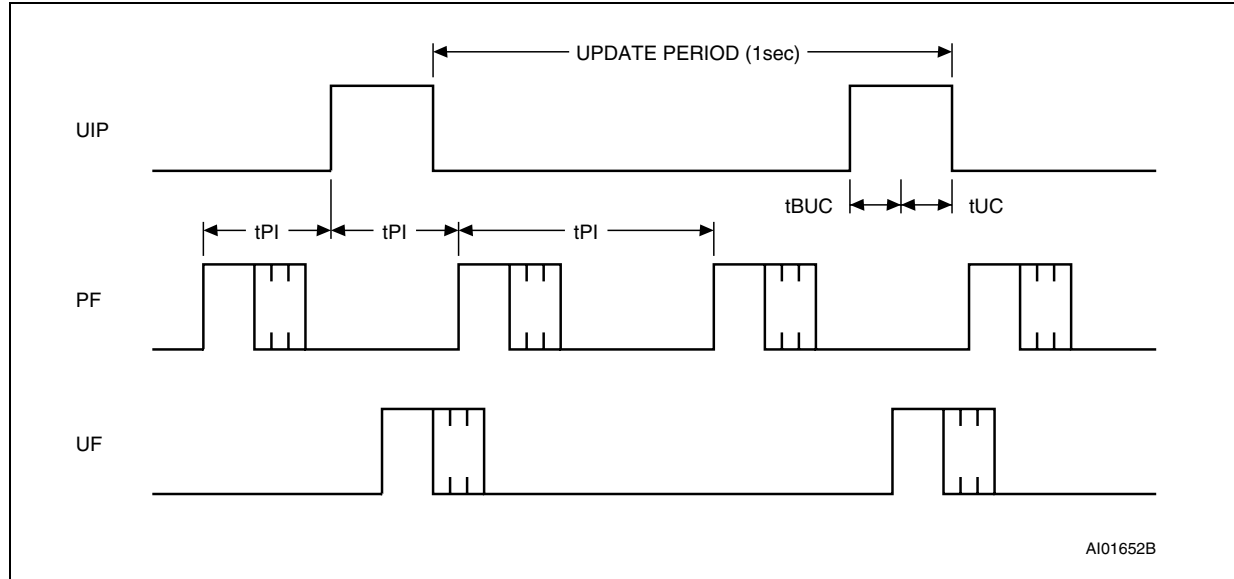 UPDATE PERIOD (1sec)
UIP
tBUC
tUC
tPI
tPI
tPI
PF
UF
AI01652B